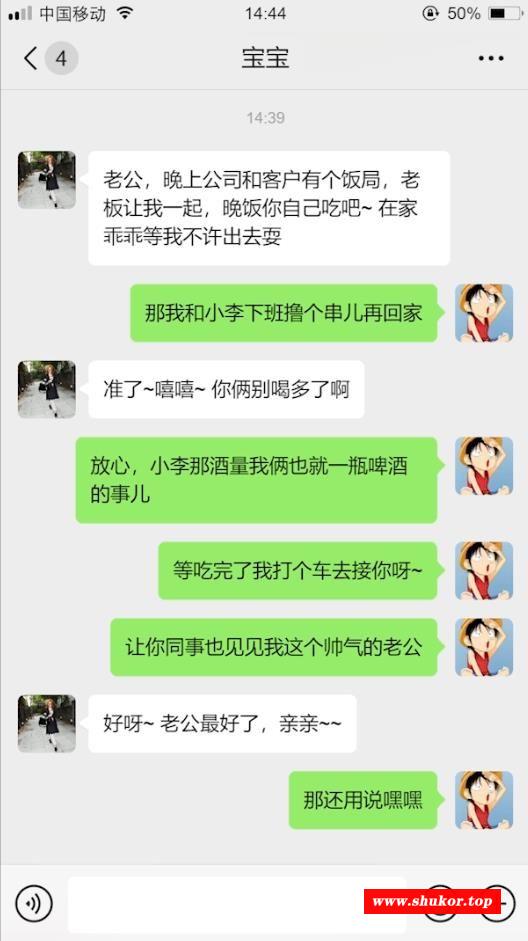 中国移动 14:44 50%
4 宝宝
14:39
老公，晚上公司和客户有个饭局，老
板让我一起，晚饭你自己吃吧~ 在家
乖乖等我不许出去耍
那我和小李下班撸个串儿再回家
准了~嘻嘻~ 你俩别喝多了啊
放心，小李那酒量我俩也就一瓶啤酒
的事儿
等吃完了我打个车去接你呀~
让你同事也见见我这个帅气的老公
好呀~ 老公最好了，亲亲~~
那还用说嘿嘿
www.shukor.top